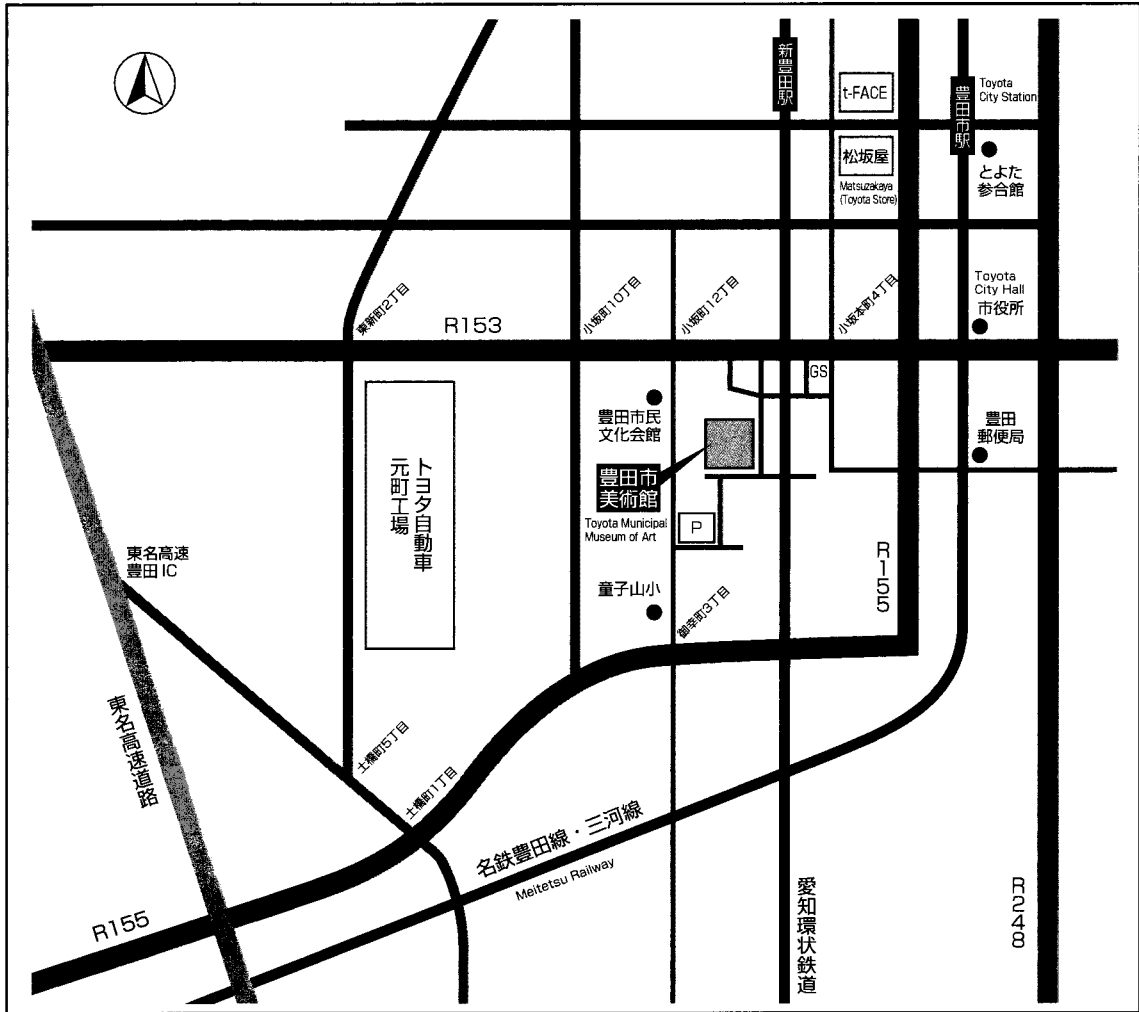 新豊田駅
t-FACE
豊田市駅
Toyota
City Station
松坂屋
Matsuzakaya
(Toyota Store)
とよた
参合館
東新町2丁目
R153
小坂町10丁目
小坂町12丁目
小坂本町4丁目
Toyota
City Hall
市役所
GS
豊田市民
文化会館
豊田
郵便局
トヨタ自動車
元町工場
豊田市
美術館
Toyota Municipal
Museum of Art
P
R155
東名高速
豊田 IC
童子山小
御幸町3丁目
東名高速道路
土橋町5丁目
土橋町1丁目
名鉄豊田線・三河線
Meitetsu Railway
R155
愛知環状鉄道
R248